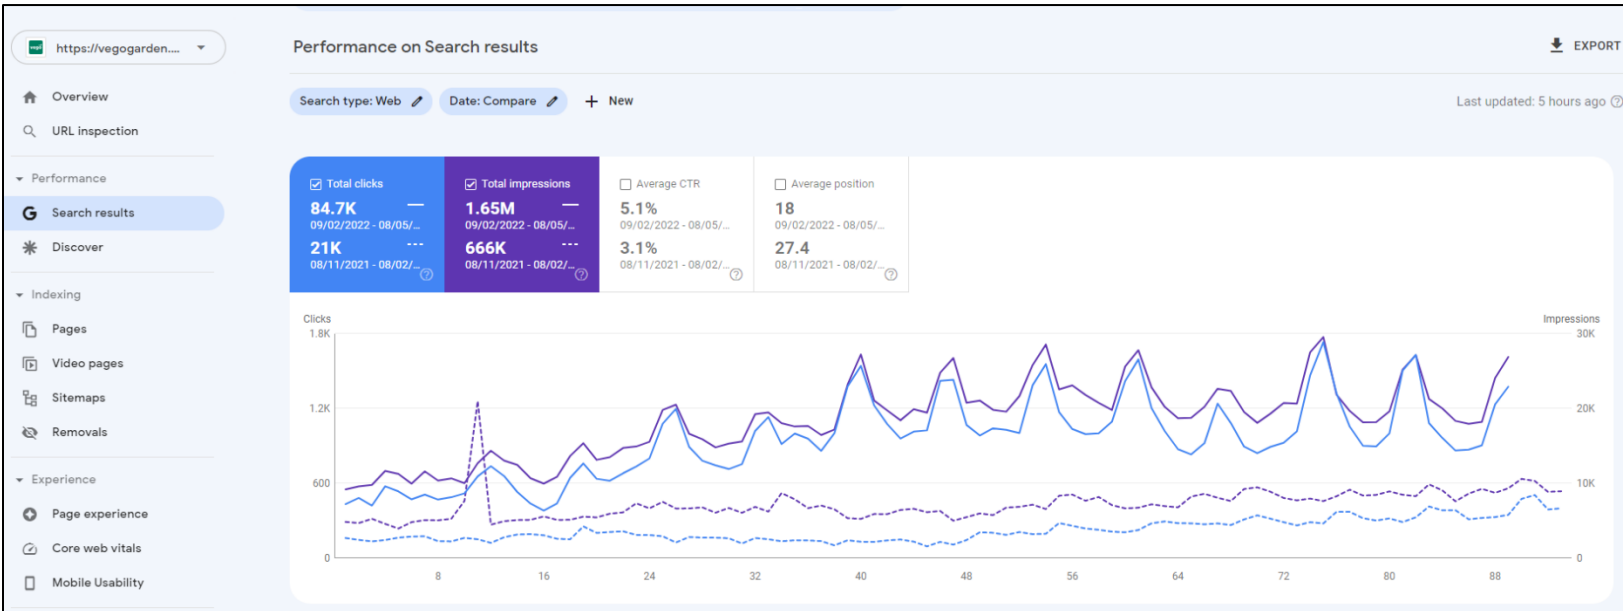 https://vegogarden....
Performance on Search results
EXPORT
Overview
Search type: Web
Date: Compare
+ New
Last updated: 5 hours ago
URL inspection
Performance
Search results
Discover
Total clicks
84.7K
09/02/2022 - 08/05/...
21K
08/11/2021 - 08/02/...
Total impressions
1.65M
09/02/2022 - 08/05/...
666K
08/11/2021 - 08/02/...
Average CTR
5.1%
09/02/2022 - 08/05/...
3.1%
08/11/2021 - 08/02/...
Average position
18
09/02/2022 - 08/05/...
27.4
08/11/2021 - 08/02/...
Indexing
Pages
Video pages
Sitemaps
Removals
Experience
Page experience
Core web vitals
Mobile Usability
Clicks
1.8K
1.2K
600
0
Impressions
30K
20K
10K
0
8 16 24 32 40 48 56 64 72 80 88